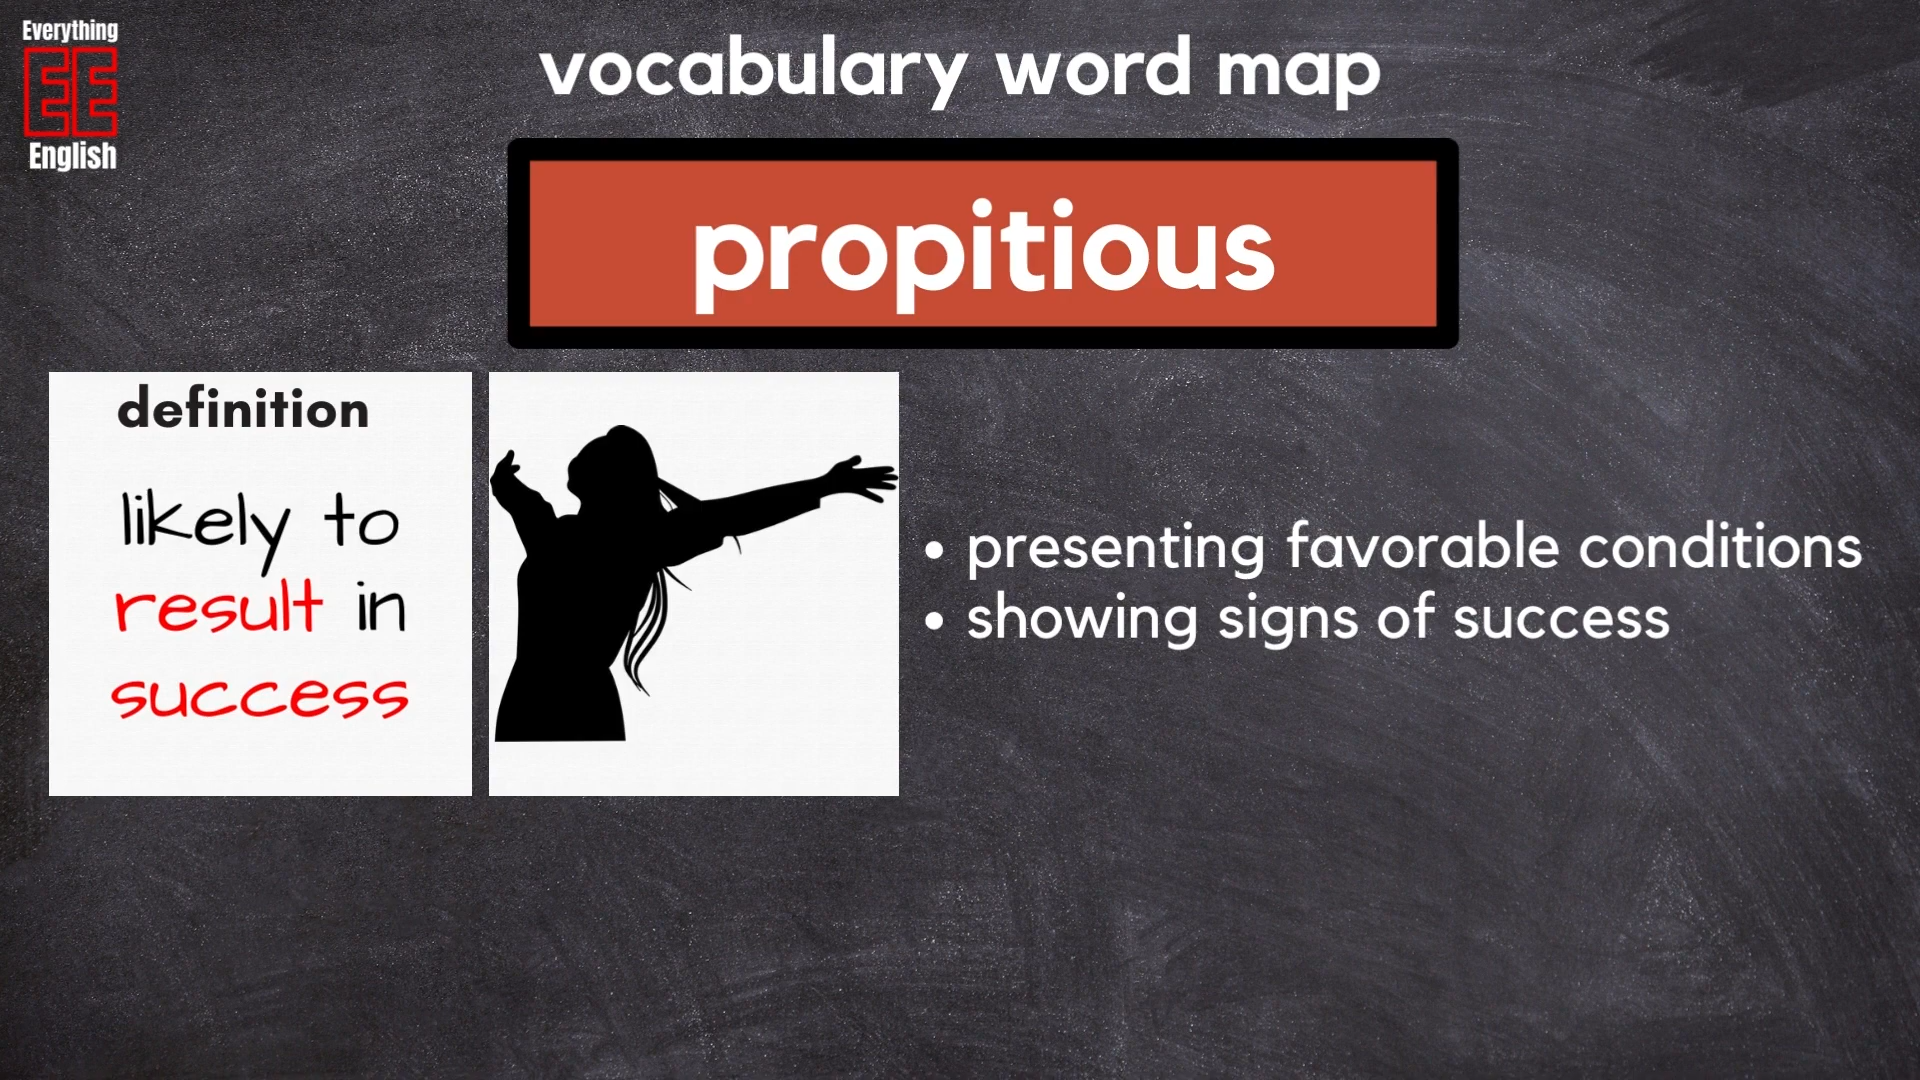 Everything
EE
English
vocabulary word map
propitious
definition
likely to
result in
success
• presenting favorable conditions
• showing signs of success